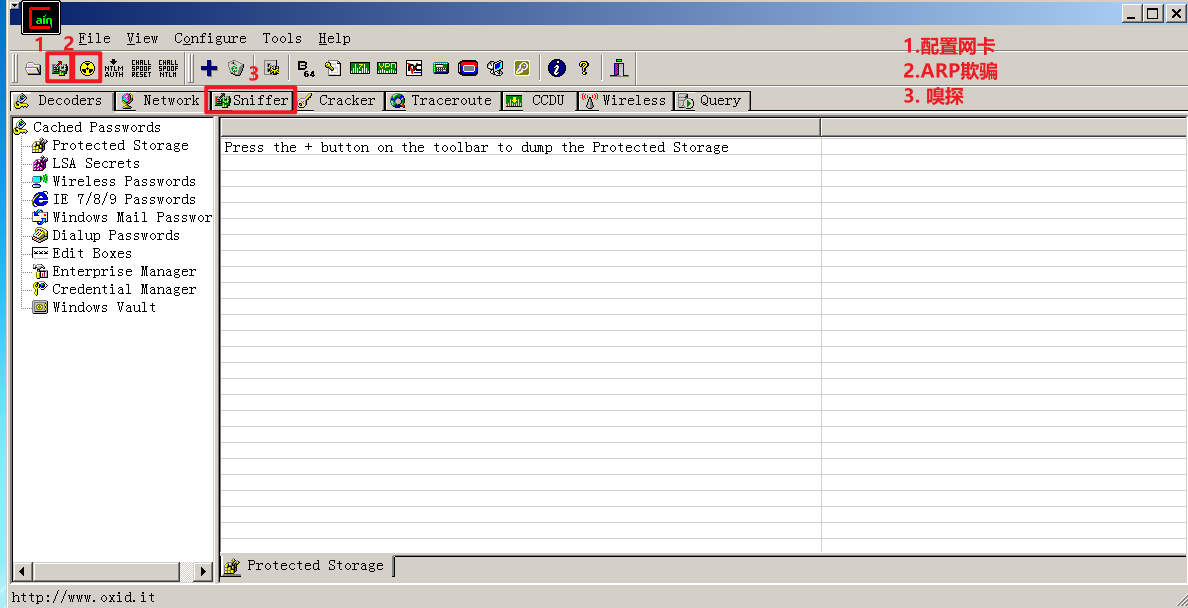 Cain
File View Configure Tools Help
1 2
1.配置网卡
2.ARP欺骗
3. 嗅探
NTLM AUTH
CHALL SPOOF RESET
CHALL SPOOF NTLM
3
B64
Decoders Network Sniffer Cracker Traceroute CCDU Wireless Query
Cached Passwords
Protected Storage
LSA Secrets
Wireless Passwords
IE 7/8/9 Passwords
Windows Mail Passwor
Dialup Passwords
Edit Boxes
Enterprise Manager
Credential Manager
Windows Vault
Press the + button on the toolbar to dump the Protected Storage
Protected Storage
http://www.oxid.it